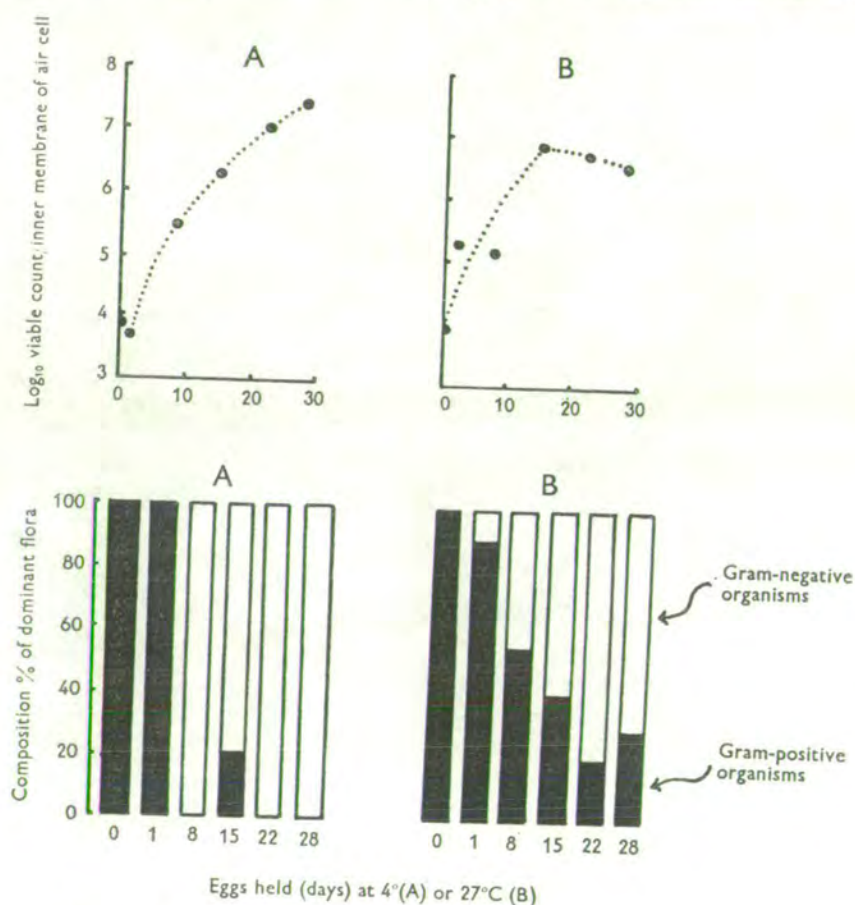 A
B
Log₁₀ viable count, inner membrane of air cell
8
7
6
5
4
3
0 10 20 30
0 10 20 30
A
B
Composition % of dominant flora
100
80
60
40
20
0
0 1 8 15 22 28
0 1 8 15 22 28
Gram-negative
organisms
Gram-positive
organisms
Eggs held (days) at 4°(A) or 27°C (B)